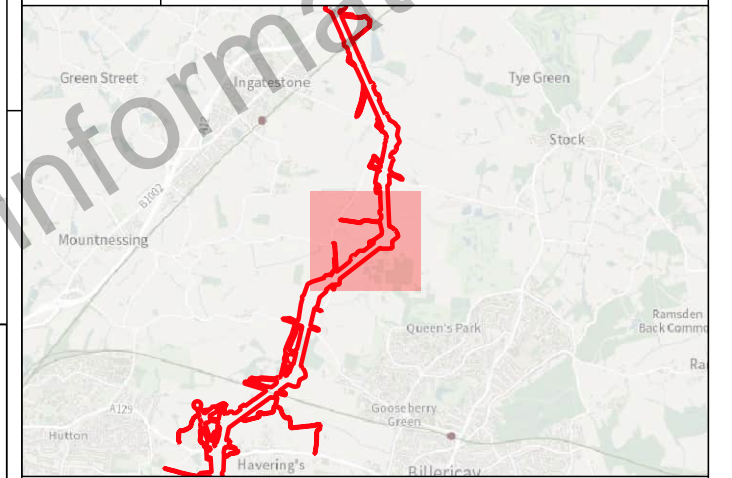 Green Street
Ingatestone
Tye Green
Stock
Informat
B1002
Mountnessing
Queen's Park
Ramsden
Back Commo
Ra
A129
Gooseberry
Green
Hutton
Havering's
Billericay